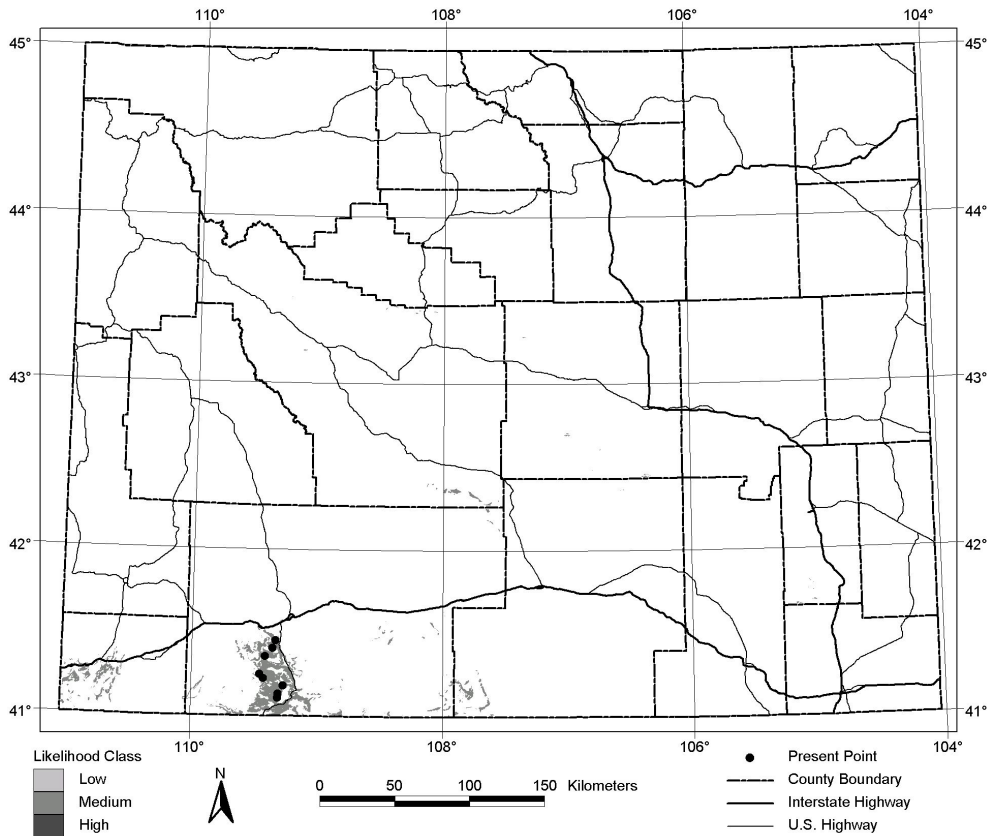 110° 108° 106° 104°
45° 45°
44° 44°
43° 43°
42° 42°
41° 41°
110° 108° 106° 104°
Likelihood Class
Low
Medium
High
N
0 50 100 150 Kilometers
Present Point
County Boundary
Interstate Highway
U.S. Highway